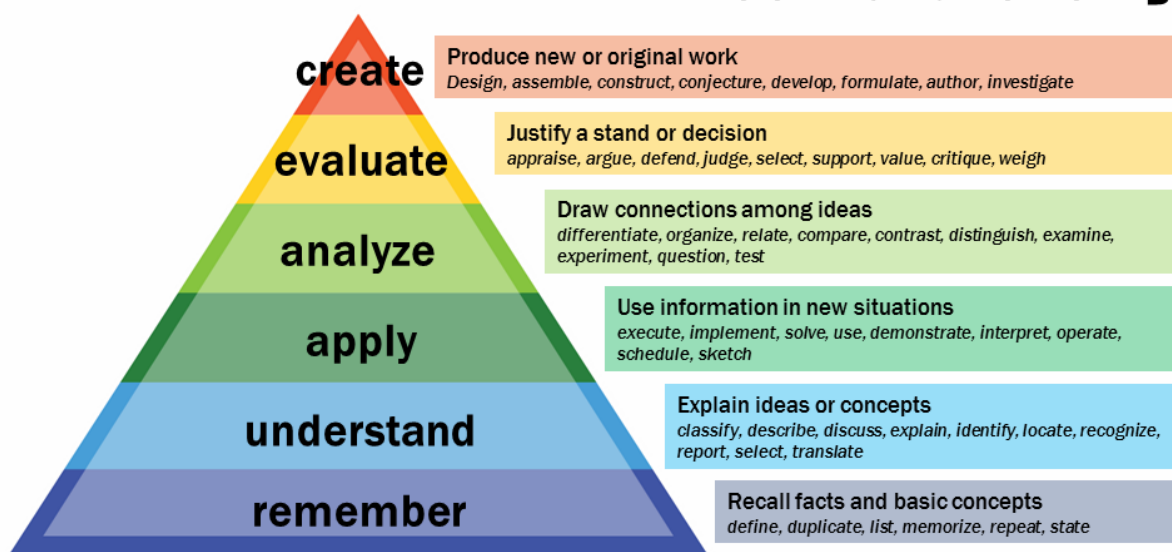 create
Produce new or original work
Design, assemble, construct, conjecture, develop, formulate, author, investigate
evaluate
Justify a stand or decision
appraise, argue, defend, judge, select, support, value, critique, weigh
analyze
Draw connections among ideas
differentiate, organize, relate, compare, contrast, distinguish, examine,
experiment, question, test
apply
Use information in new situations
execute, implement, solve, use, demonstrate, interpret, operate,
schedule, sketch
understand
Explain ideas or concepts
classify, describe, discuss, explain, identify, locate, recognize,
report, select, translate
remember
Recall facts and basic concepts
define, duplicate, list, memorize, repeat, state